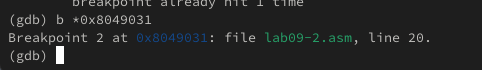 breakpoint already hit 1 time
(gdb) b *0x8049031
Breakpoint 2 at 0x8049031: file lab09-2.asm, line 20.
(gdb)